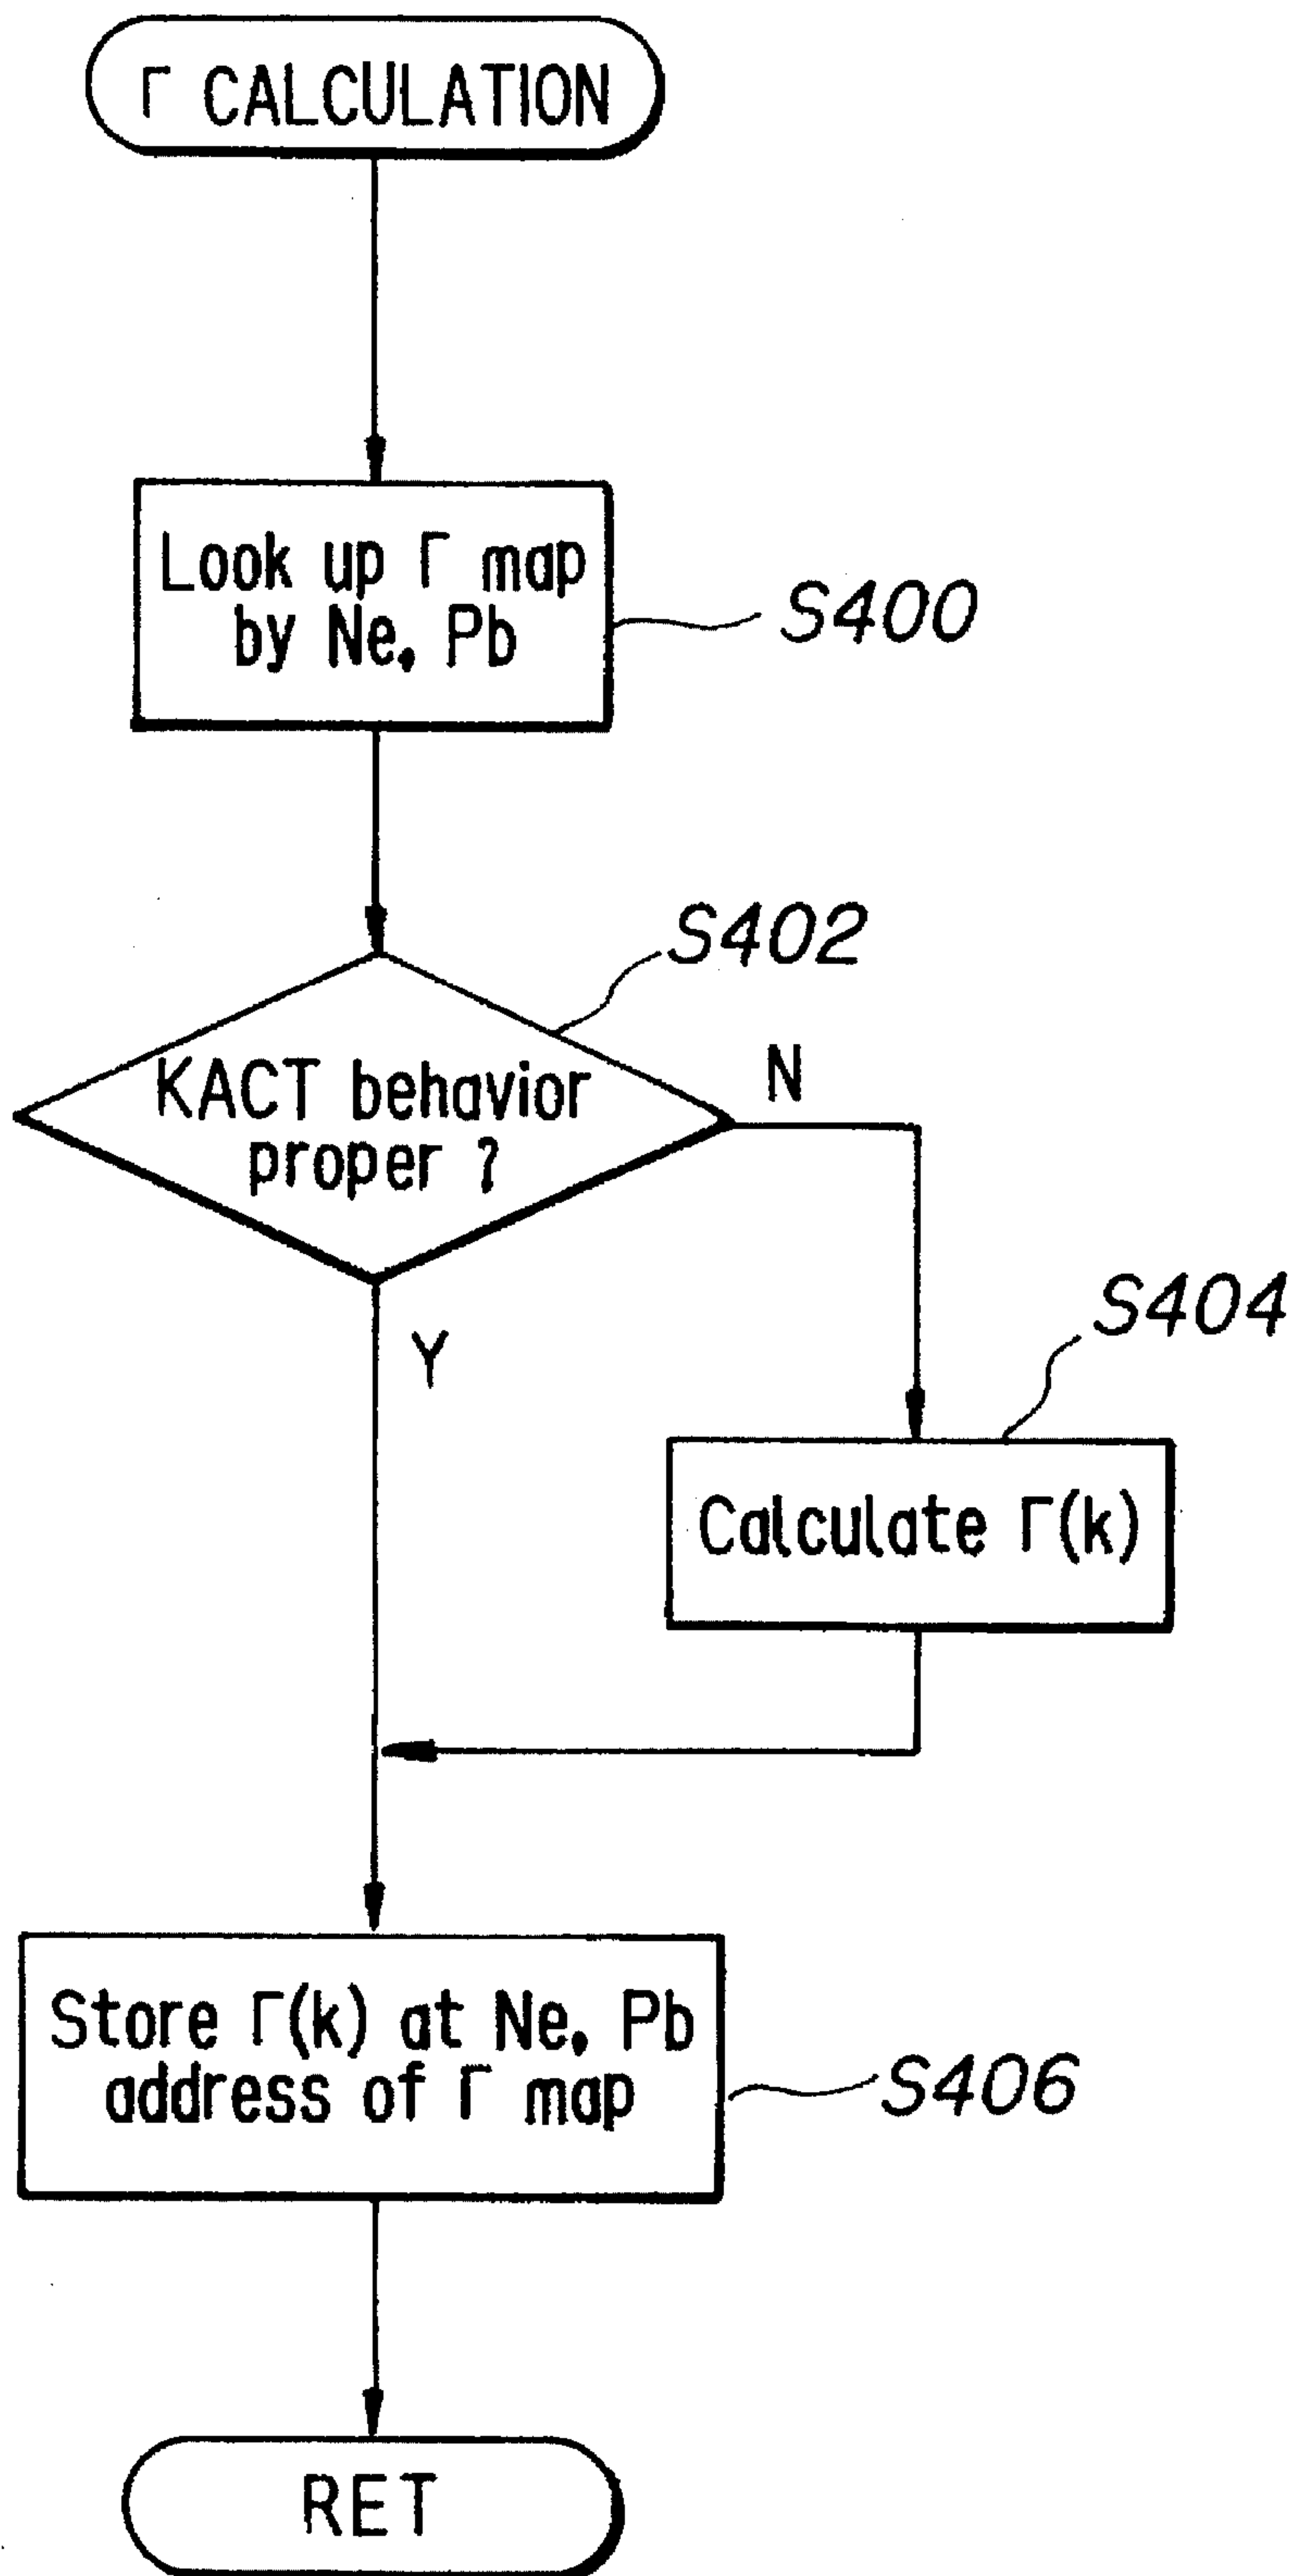 Γ CALCULATION
Look up Γ map
by Ne, Pb
S400
S402
KACT behavior
proper ?
N
Y
S404
Calculate Γ(k)
Store Γ(k) at Ne, Pb
address of Γ map
S406
RET